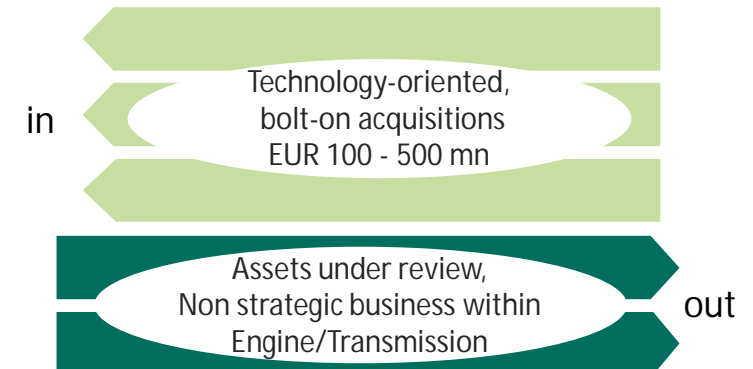 in
Technology-oriented,
bolt-on acquisitions
EUR 100 - 500 mn
Assets under review,
Non strategic business within
Engine/Transmission
out